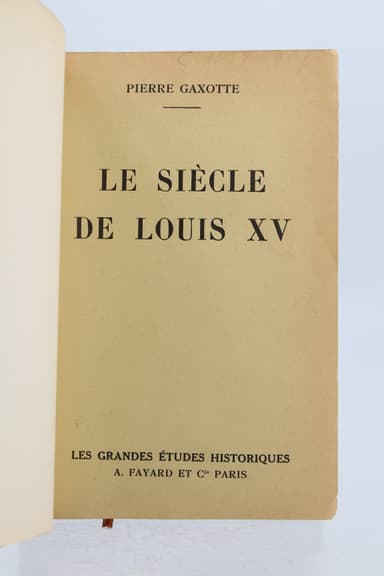 PIERRE GAXOTTE
LE SIÈCLE
DE LOUIS XV
LES GRANDES ÉTUDES HISTORIQUES
A. FAYARD ET Cie PARIS